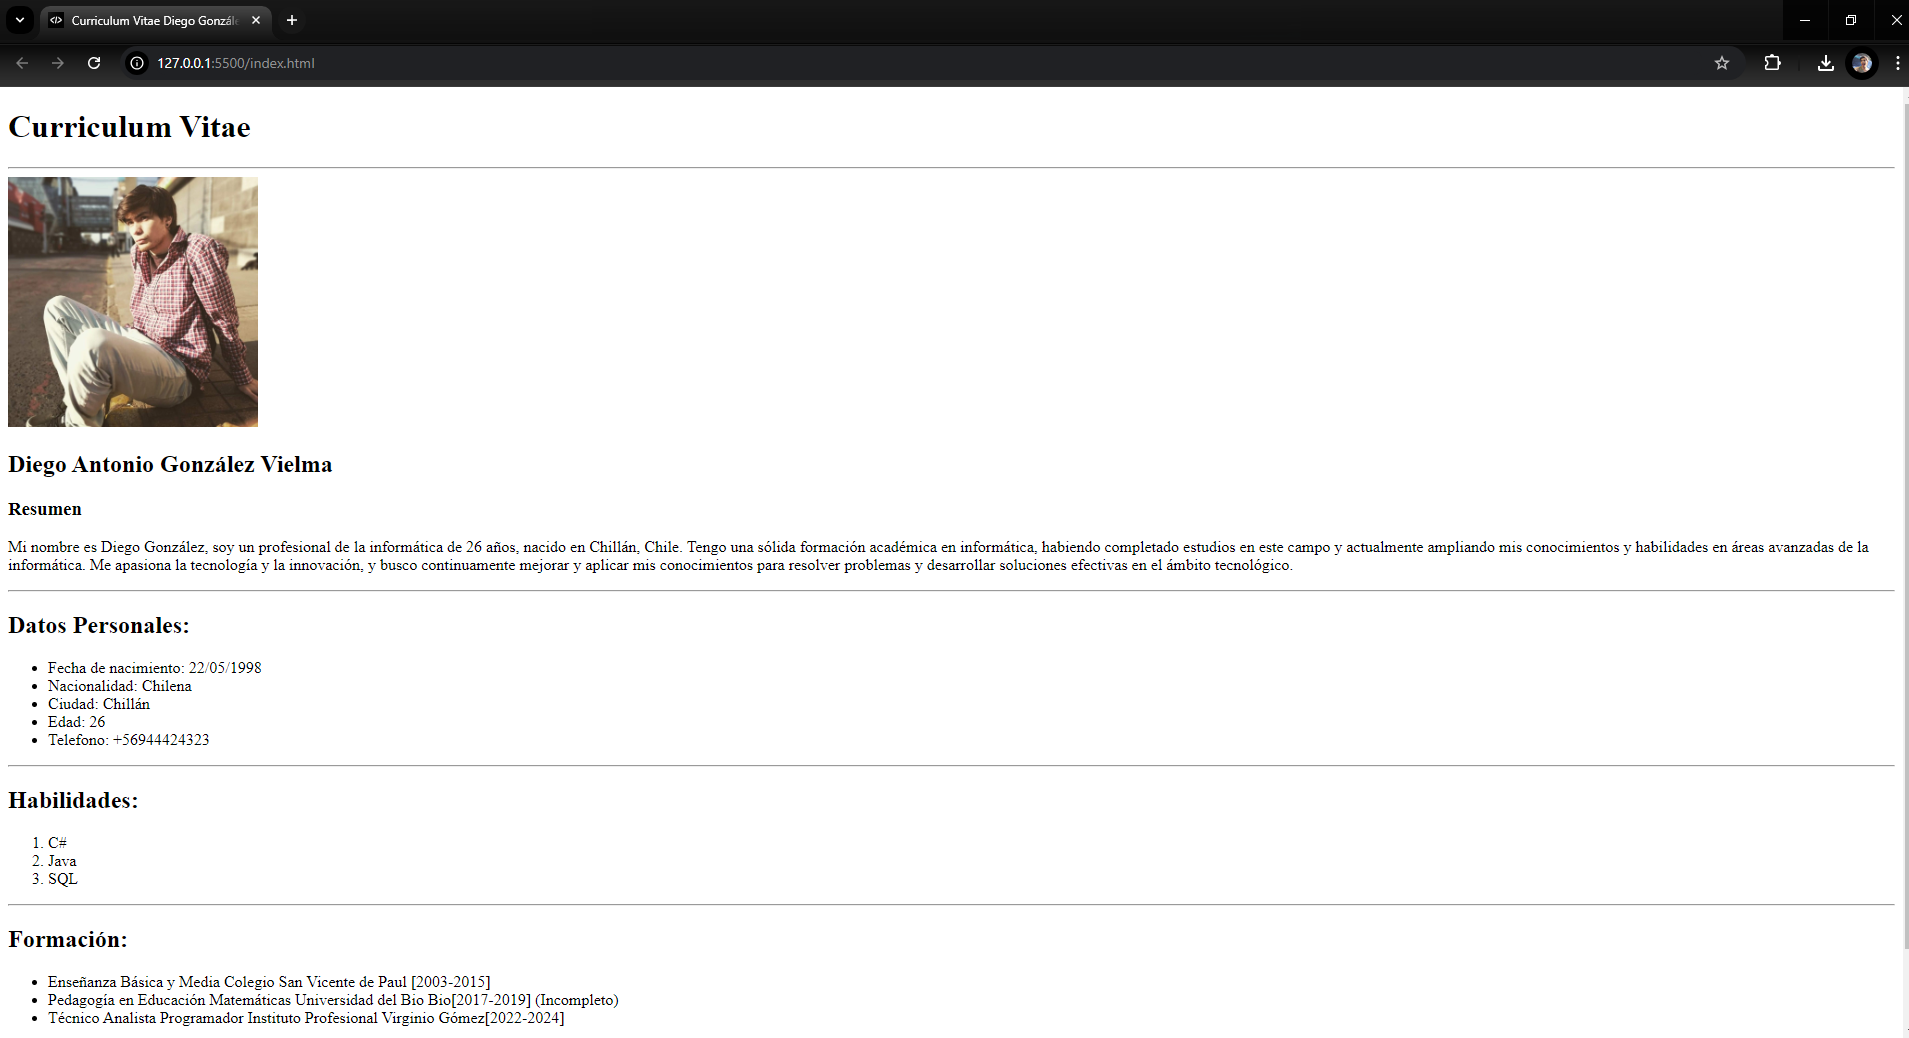 Curriculum Vitae Diego Gonzál
127.0.0.1:5500/index.html
Curriculum Vitae
Diego Antonio González Vielma
Resumen
Mi nombre es Diego González, soy un profesional de la informática de 26 años, nacido en Chillán, Chile. Tengo una sólida formación académica en informática, habiendo completado estudios en este campo y actualmente ampliando mis conocimientos y habilidades en áreas avanzadas de la
informática. Me apasiona la tecnología y la innovación, y busco continuamente mejorar y aplicar mis conocimientos para resolver problemas y desarrollar soluciones efectivas en el ámbito tecnológico.
Datos Personales:
• Fecha de nacimiento: 22/05/1998
• Nacionalidad: Chilena
• Ciudad: Chillán
• Edad: 26
• Telefono: +56944424323
Habilidades:
1. C#
2. Java
3. SQL
Formación:
• Enseñanza Básica y Media Colegio San Vicente de Paul [2003-2015]
• Pedagogía en Educación Matemáticas Universidad del Bio Bio[2017-2019] (Incompleto)
• Técnico Analista Programador Instituto Profesional Virginio Gómez[2022-2024]